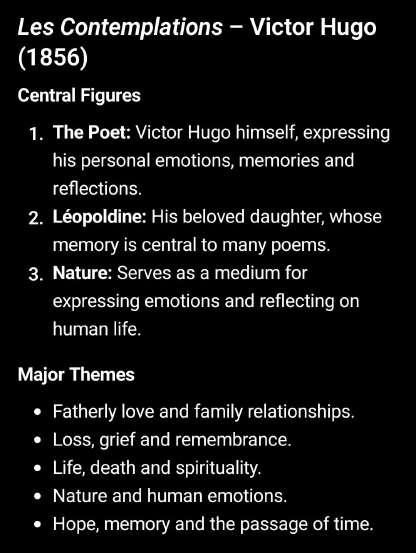 Les Contemplations – Victor Hugo
(1856)
Central Figures
1. The Poet: Victor Hugo himself, expressing
his personal emotions, memories and
reflections.
2. Léopoldine: His beloved daughter, whose
memory is central to many poems.
3. Nature: Serves as a medium for
expressing emotions and reflecting on
human life.
Major Themes
• Fatherly love and family relationships.
• Loss, grief and remembrance.
• Life, death and spirituality.
• Nature and human emotions.
• Hope, memory and the passage of time.